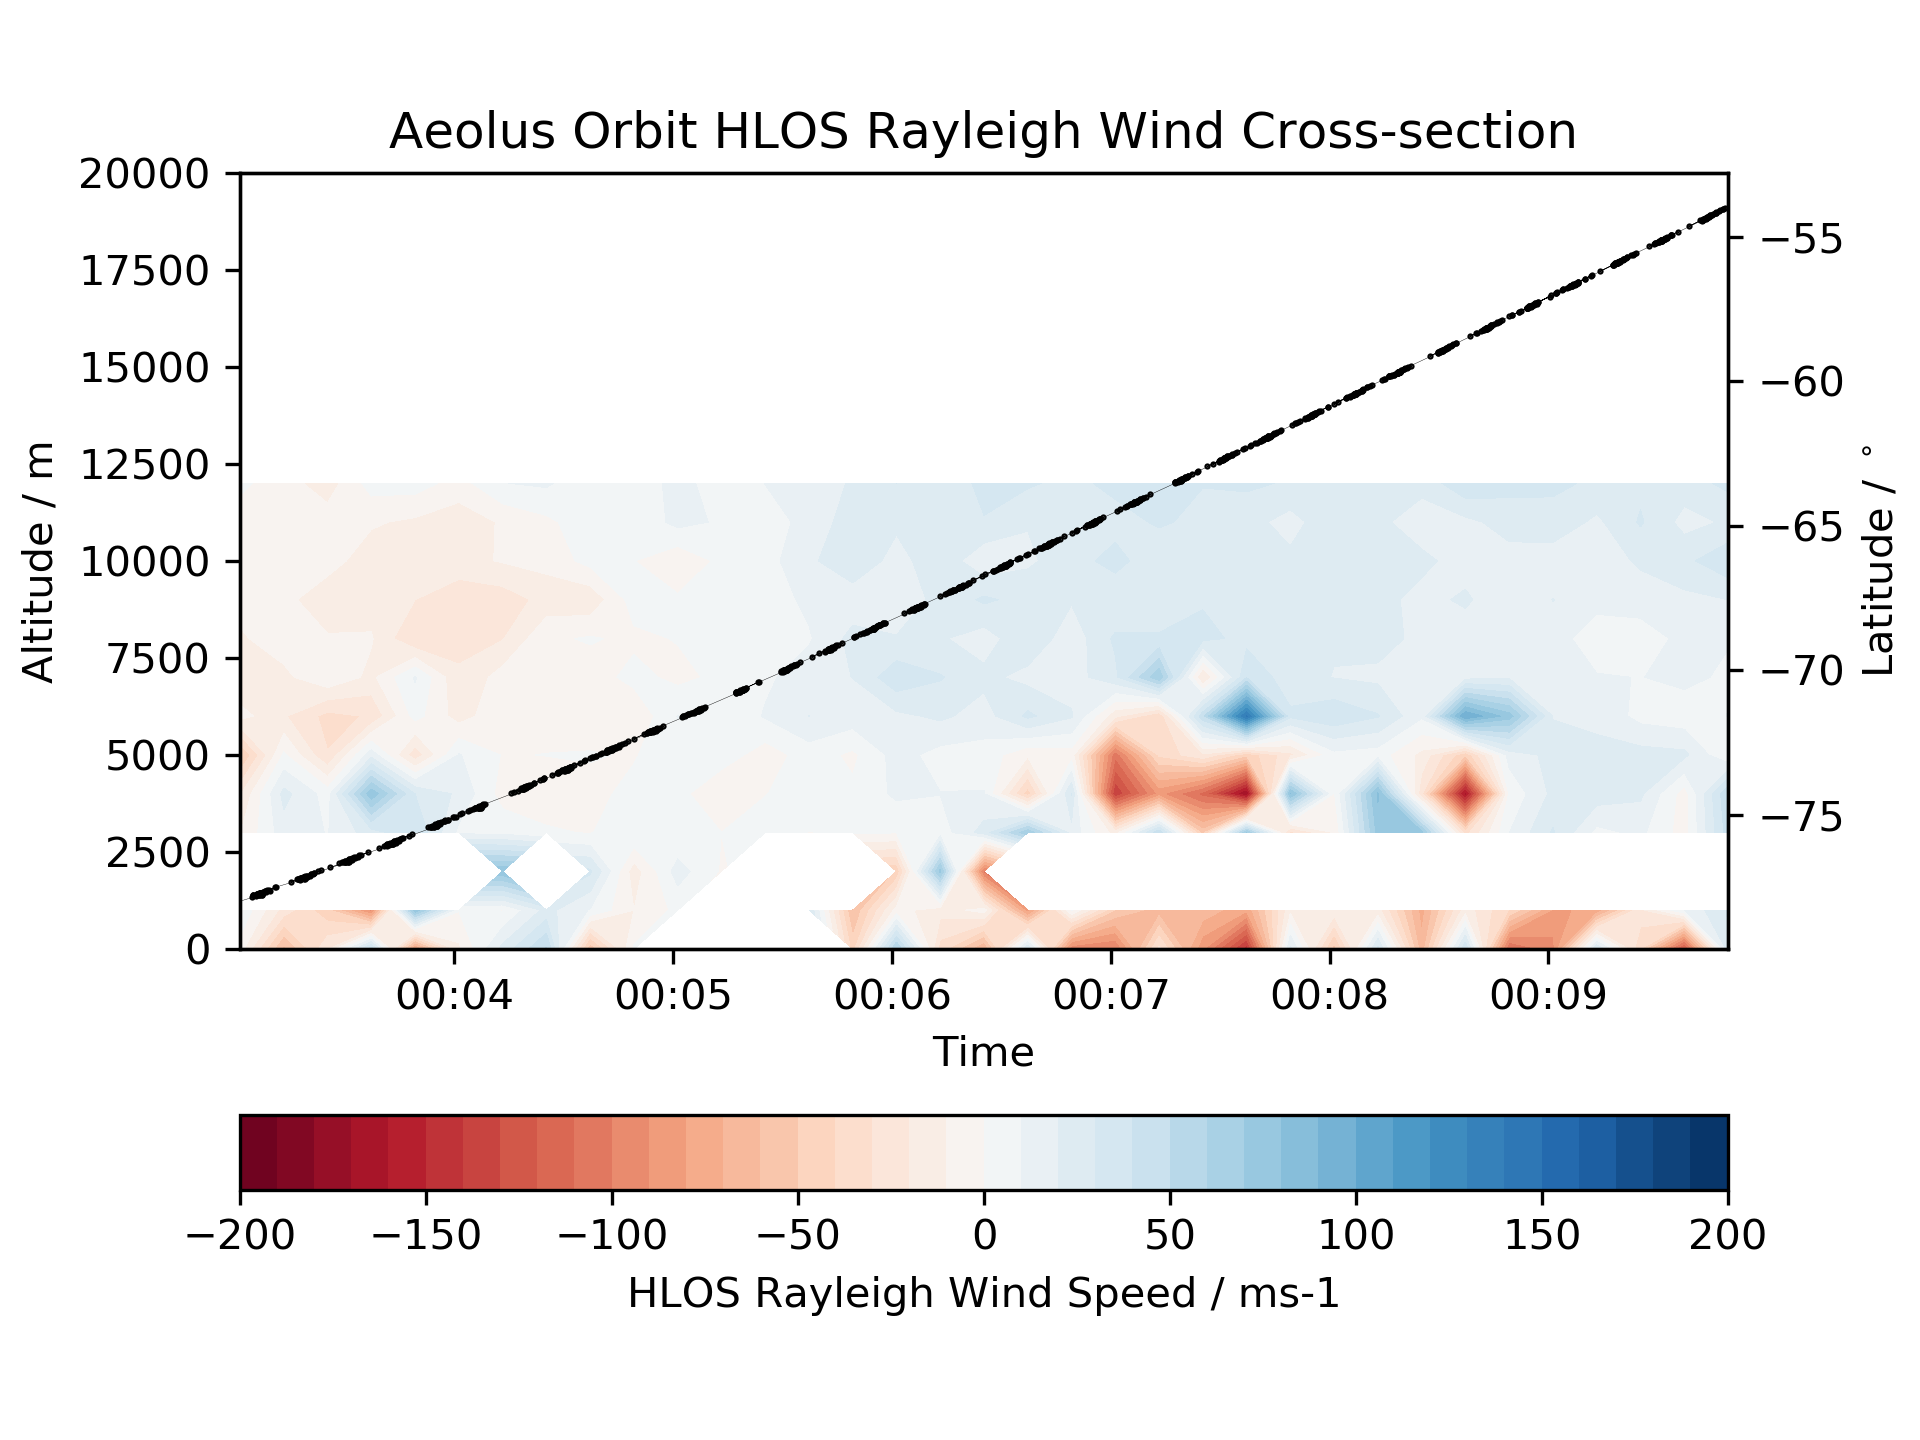 Aeolus Orbit HLOS Rayleigh Wind Cross-section
20000
17500
15000
12500
10000
7500
5000
2500
0
Altitude / m
−55
−60
−65
−70
−75
Latitude / °
00:04 00:05 00:06 00:07 00:08 00:09
Time
−200 −150 −100 −50 0 50 100 150 200
HLOS Rayleigh Wind Speed / ms-1